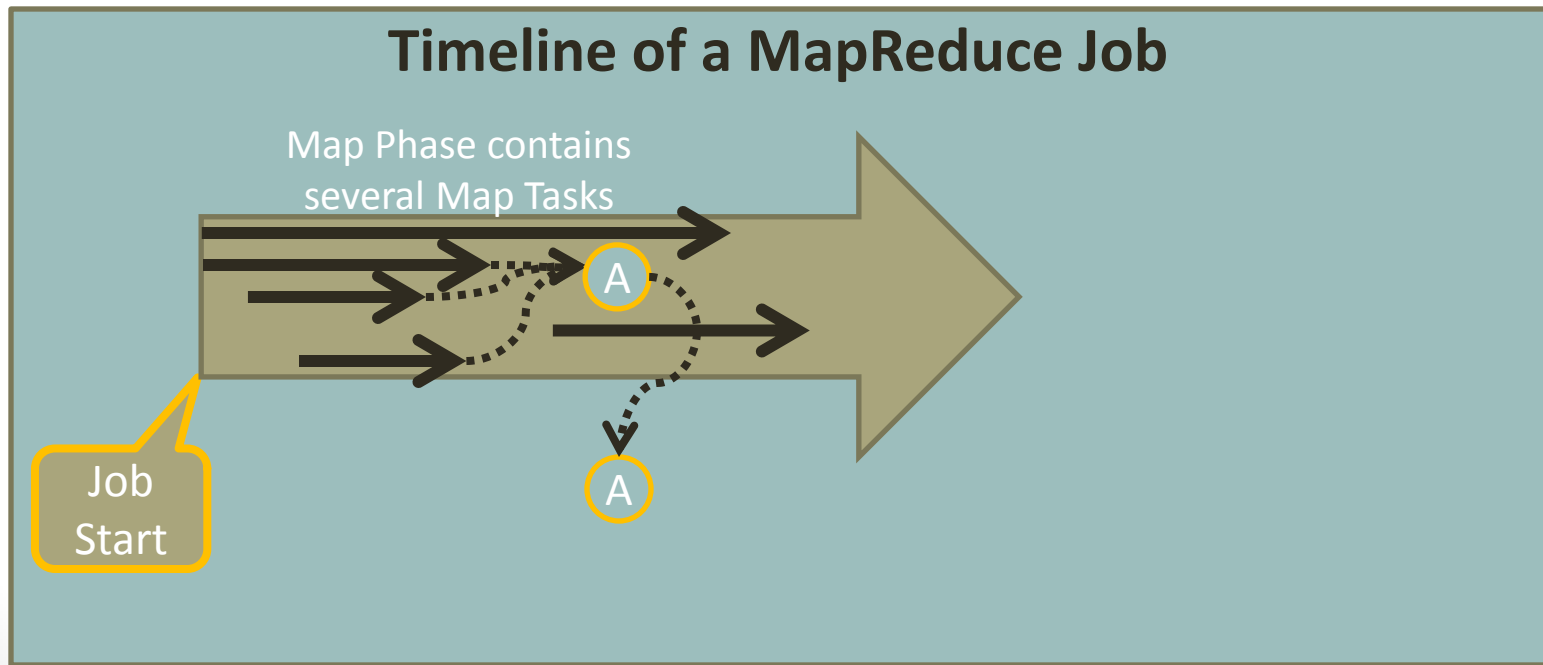 Timeline of a MapReduce Job
Map Phase contains
several Map Tasks
A
A
Job
Start